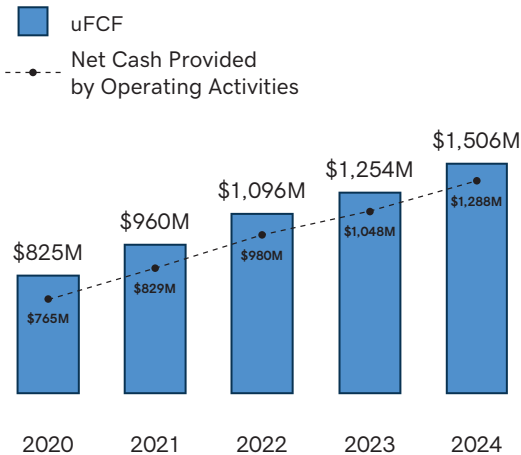 uFCF
Net Cash Provided
by Operating Activities
$1,506M
$1,254M
$1,096M
$960M
$825M
$1,288M
$1,048M
$980M
$829M
$765M
2020 2021 2022 2023 2024